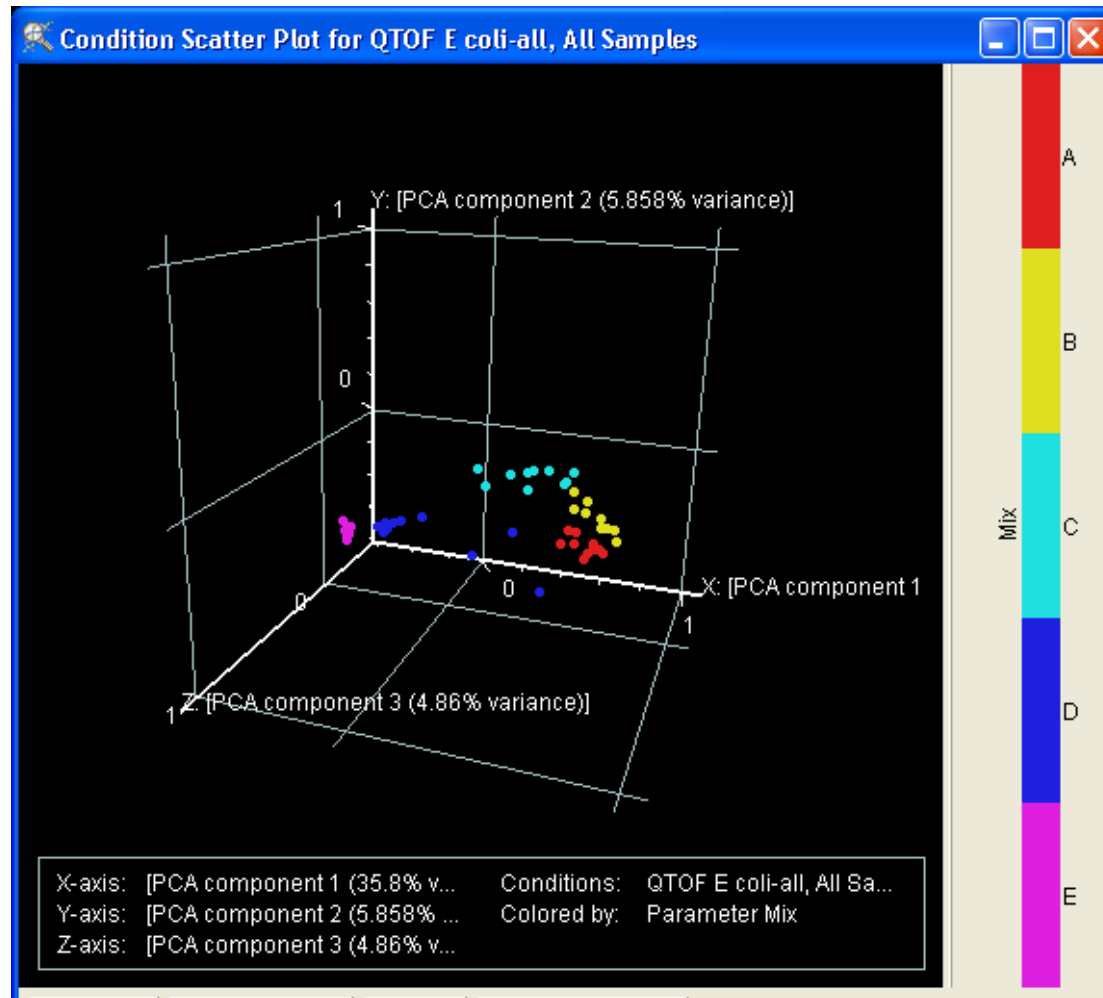 Condition Scatter Plot for QTOF E coli-all, All Samples
A
Y: [PCA component 2 (5.858% variance)]
1
B
0
C
Mix
0
0
X: [PCA component 1
1
Z: [PCA component 3 (4.86% variance)]
1
D
X-axis: [PCA component 1 (35.8% v... Conditions: QTOF E coli-all, All Sa...
Y-axis: [PCA component 2 (5.858% ... Colored by: Parameter Mix
Z-axis: [PCA component 3 (4.86% v...
E